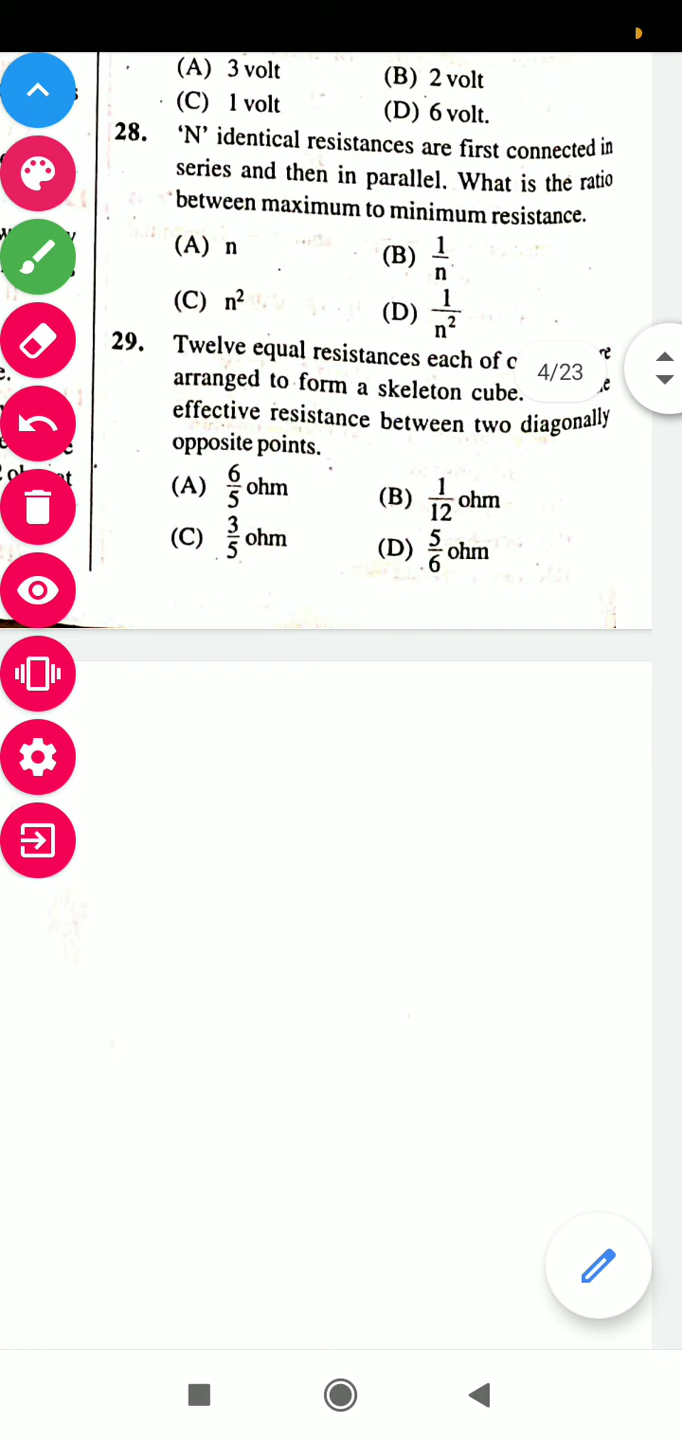 (A) 3 volt (B) 2 volt
(C) 1 volt (D) 6 volt.
28. 'N' identical resistances are first connected in
series and then in parallel. What is the ratio
between maximum to minimum resistance.
(A) n (B) 1/n
(C) n² (D) 1/n²
29. Twelve equal resistances each of
arranged to form a skeleton cube.
effective resistance between two diagonally
opposite points.
(A) 6/5 ohm (B) 1/12 ohm
(C) 3/5 ohm (D) 5/6 ohm
4/23